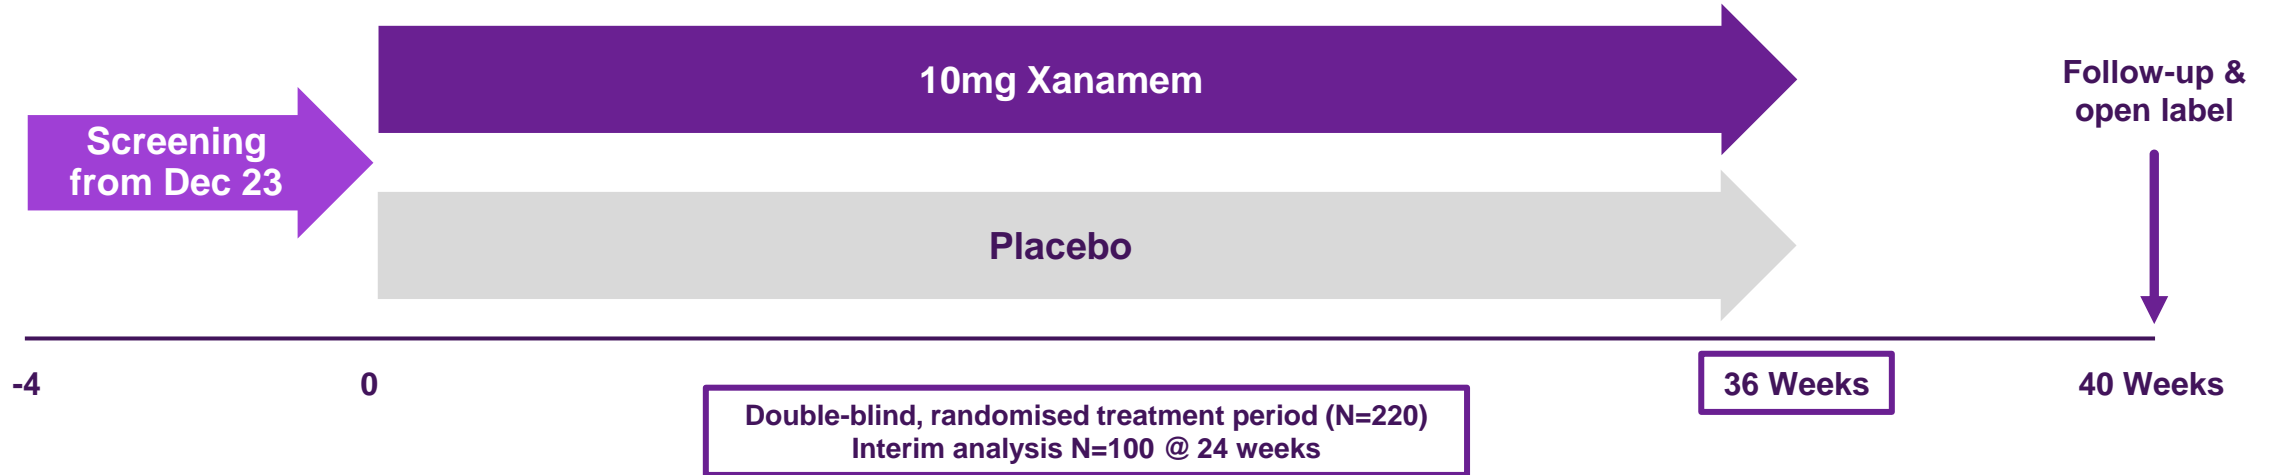 10mg Xanamem
Follow-up &
open label
Screening
from Dec 23
Placebo
-4
0
36 Weeks
40 Weeks
Double-blind, randomised treatment period (N=220)
Interim analysis N=100 @ 24 weeks